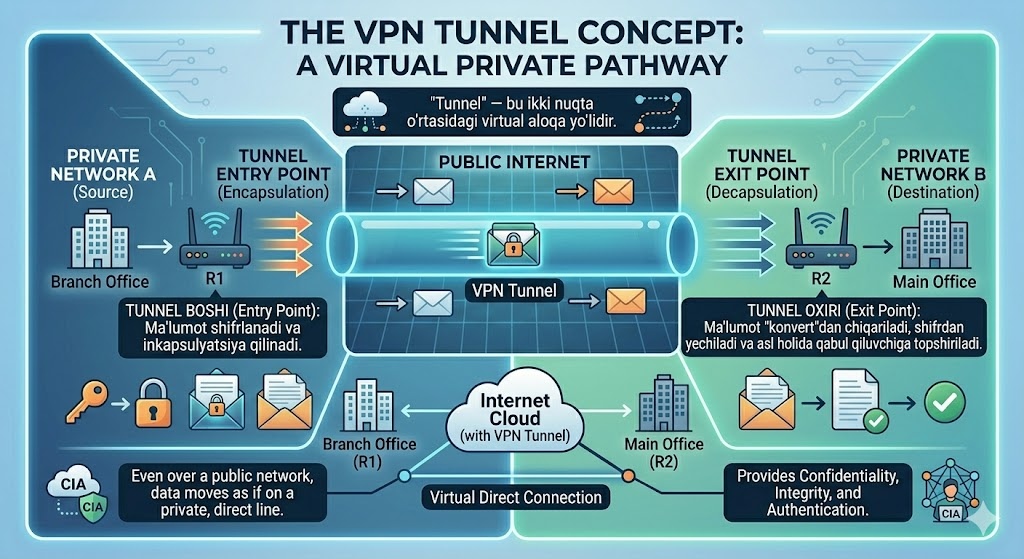 THE VPN TUNNEL CONCEPT:
A VIRTUAL PRIVATE PATHWAY
"Tunnel" — bu ikki nuqta
o'rtasidagi virtual aloqa yo'lidir.
PRIVATE
NETWORK A
(Source)
Branch Office
TUNNEL
ENTRY POINT
(Encapsulation)
R1
PUBLIC INTERNET
VPN Tunnel
TUNNEL
EXIT POINT
(Decapsulation)
R2
PRIVATE
NETWORK B
(Destination)
Main Office
TUNNEL BOSHI (Entry Point):
Ma'lumot shifrlanadi va
inkapsulyatsiya qilinadi.
TUNNEL OXIRI (Exit Point):
Ma'lumot "konvert"dan chiqariladi, shifrdan
yechiladi va asl holida qabul qiluvchiga topshiriladi.
Branch Office
(R1)
Internet
Cloud
(with VPN Tunnel)
Main Office
(R2)
Virtual Direct Connection
CIA
CIA
Even over a public network,
data moves as if on a
private, direct line.
Provides Confidentiality,
Integrity, and
Authentication.
CIA